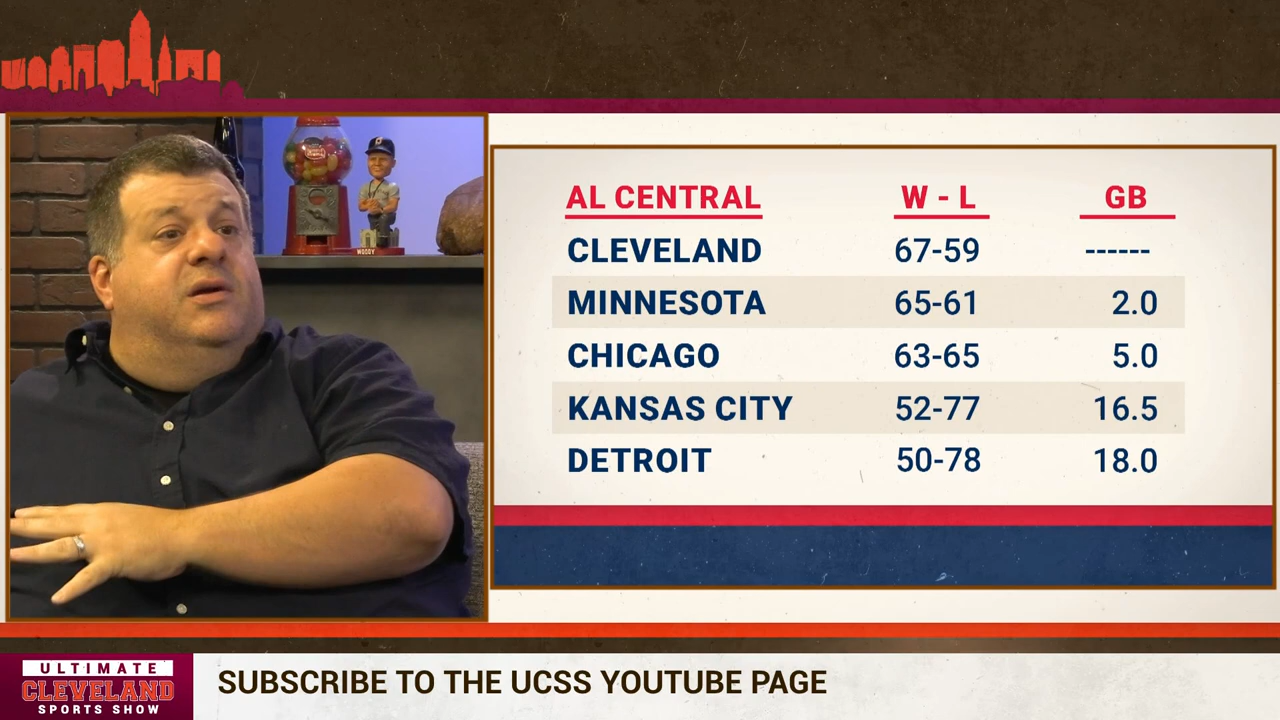 AL CENTRAL W - L GB
CLEVELAND 67-59 ------
MINNESOTA 65-61 2.0
CHICAGO 63-65 5.0
KANSAS CITY 52-77 16.5
DETROIT 50-78 18.0
WOODY
ULTIMATE
CLEVELAND
SPORTS SHOW
SUBSCRIBE TO THE UCSS YOUTUBE PAGE